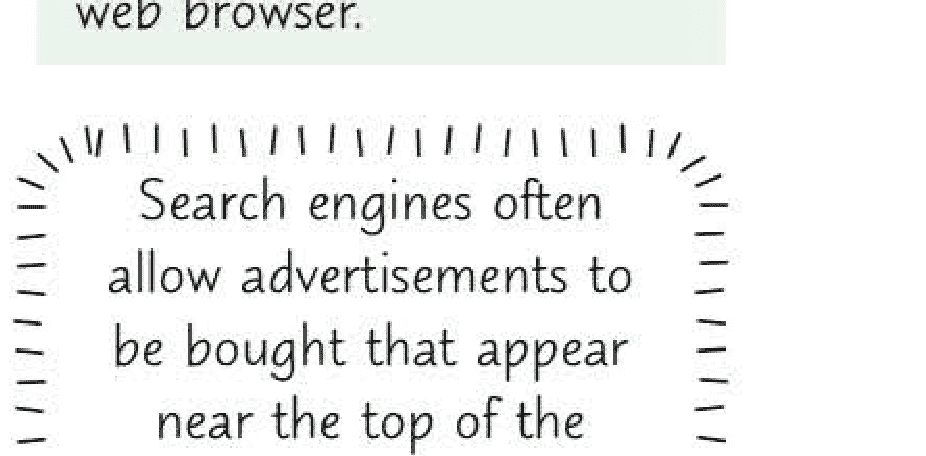 web browser.
Search engines often
allow advertisements to
be bought that appear
near the top of the